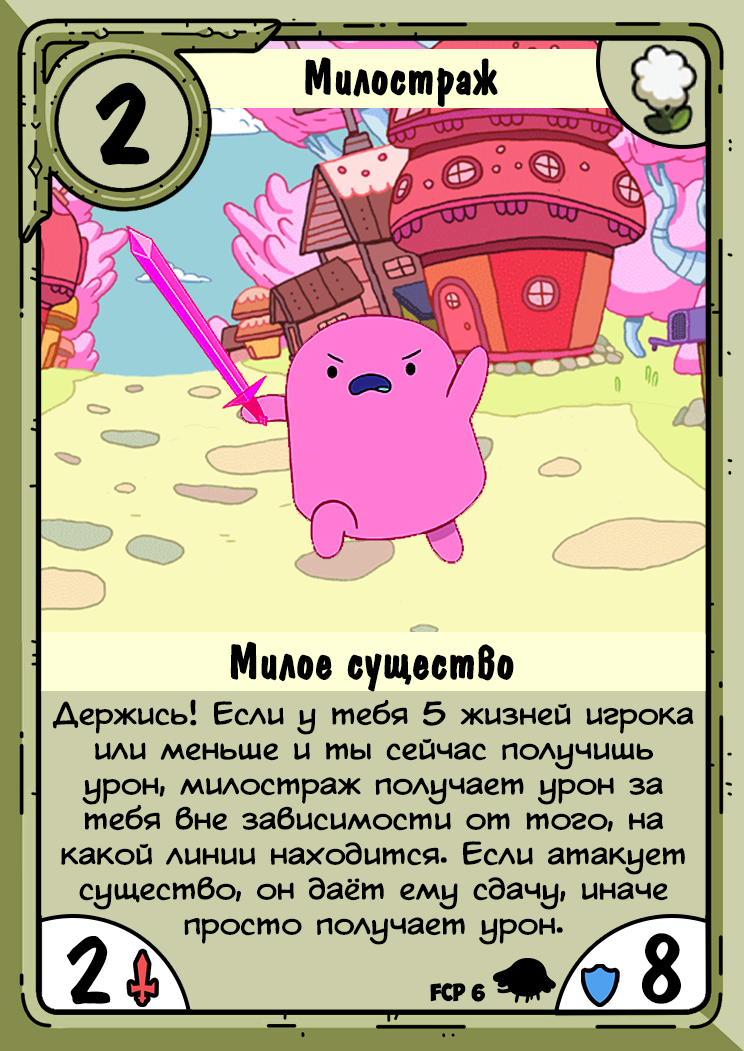 2
Милостраж
Милое существо
Держись! Если у тебя 5 жизней игрока
или меньше и ты сейчас получишь
урон, милостраж получает урон за
тебя вне зависимости от того, на
какой линии находится. Если атакует
существо, он даёт ему сдачу, иначе
просто получает урон.
2
FCP 6
8